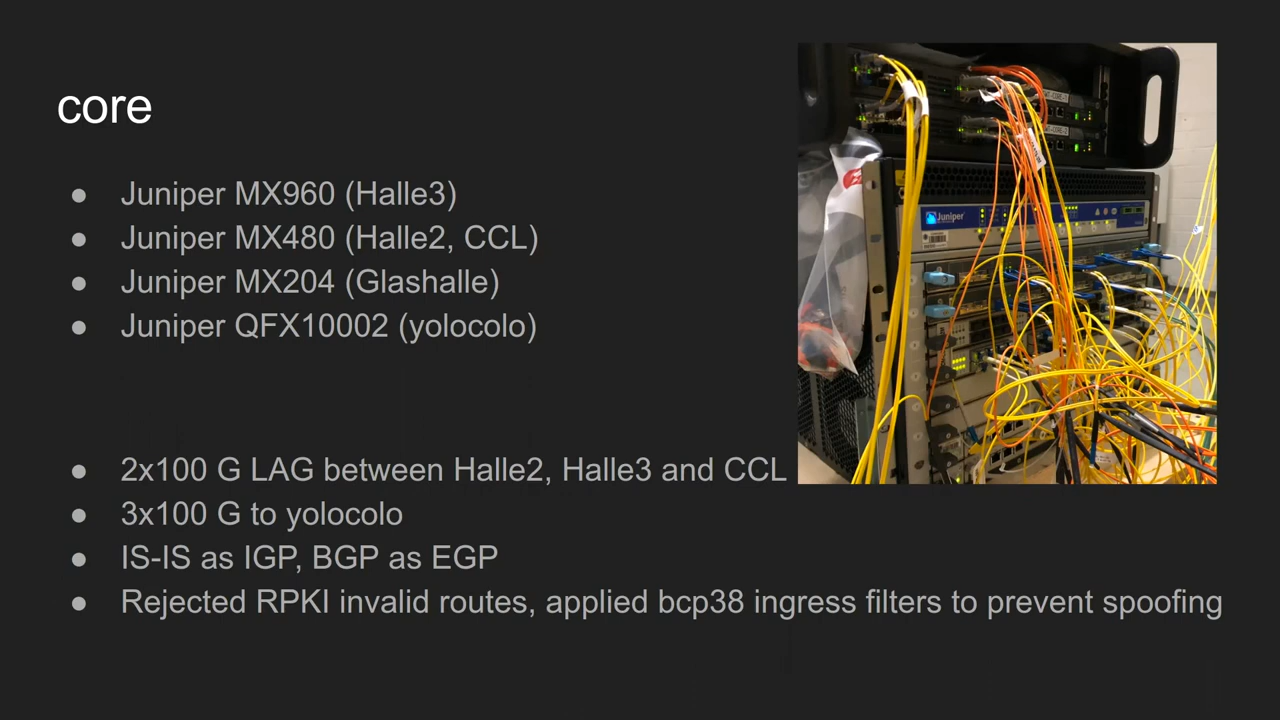 core
● Juniper MX960 (Halle3)
● Juniper MX480 (Halle2, CCL)
● Juniper MX204 (Glashalle)
● Juniper QFX10002 (yolocolo)
● 2x100 G LAG between Halle2, Halle3 and CCL
● 3x100 G to yolocolo
● IS-IS as IGP, BGP as EGP
● Rejected RPKI invalid routes, applied bcp38 ingress filters to prevent spoofing
Juniper